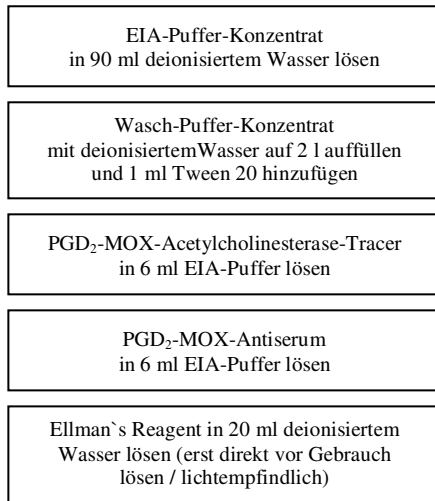 EIA-Puffer-Konzentrat
in 90 ml deionisiertem Wasser lösen
Wasch-Puffer-Konzentrat
mit deionisiertemWasser auf 2 l auffüllen
und 1 ml Tween 20 hinzufügen
PGD₂-MOX-Acetylcholinesterase-Tracer
in 6 ml EIA-Puffer lösen
PGD₂-MOX-Antiserum
in 6 ml EIA-Puffer lösen
Ellman`s Reagent in 20 ml deionisiertem
Wasser lösen (erst direkt vor Gebrauch
lösen / lichtempfindlich)